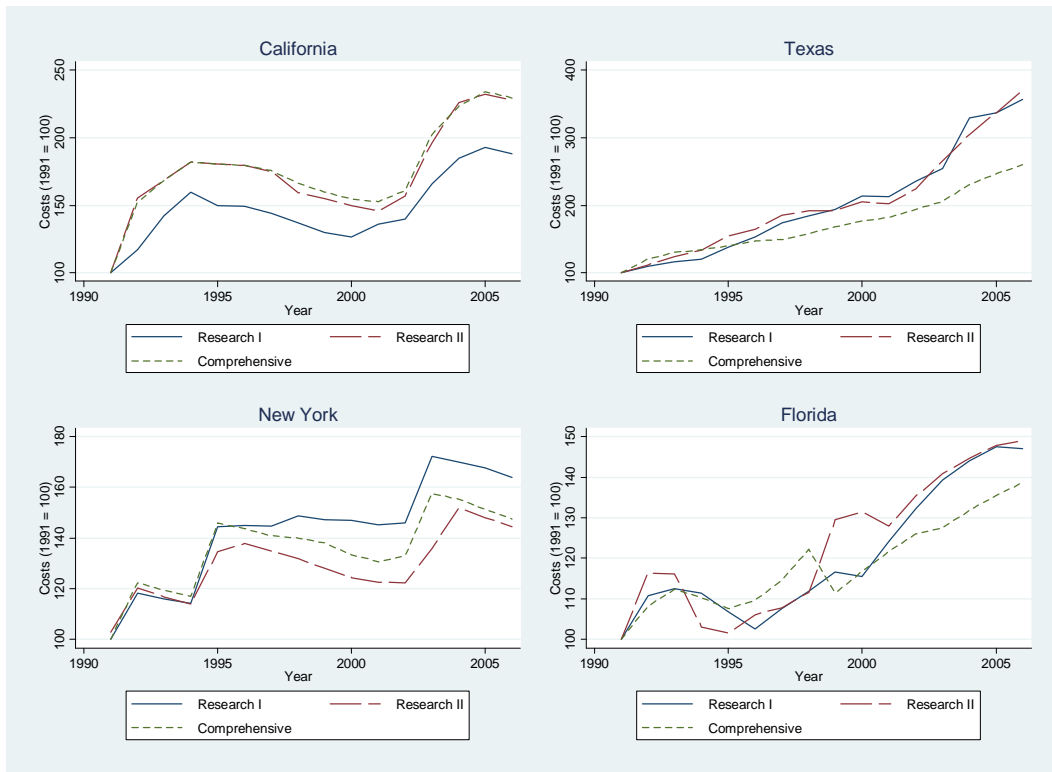 California
Costs (1991 = 100)
250
200
150
100
1990 1995 2000 2005
Year
Research I Research II
Comprehensive
Texas
Costs (1991 = 100)
400
300
200
100
1990 1995 2000 2005
Year
Research I Research II
Comprehensive
New York
Costs (1991 = 100)
180
160
140
120
100
1990 1995 2000 2005
Year
Research I Research II
Comprehensive
Florida
Costs (1991 = 100)
150
140
130
120
110
100
1990 1995 2000 2005
Year
Research I Research II
Comprehensive